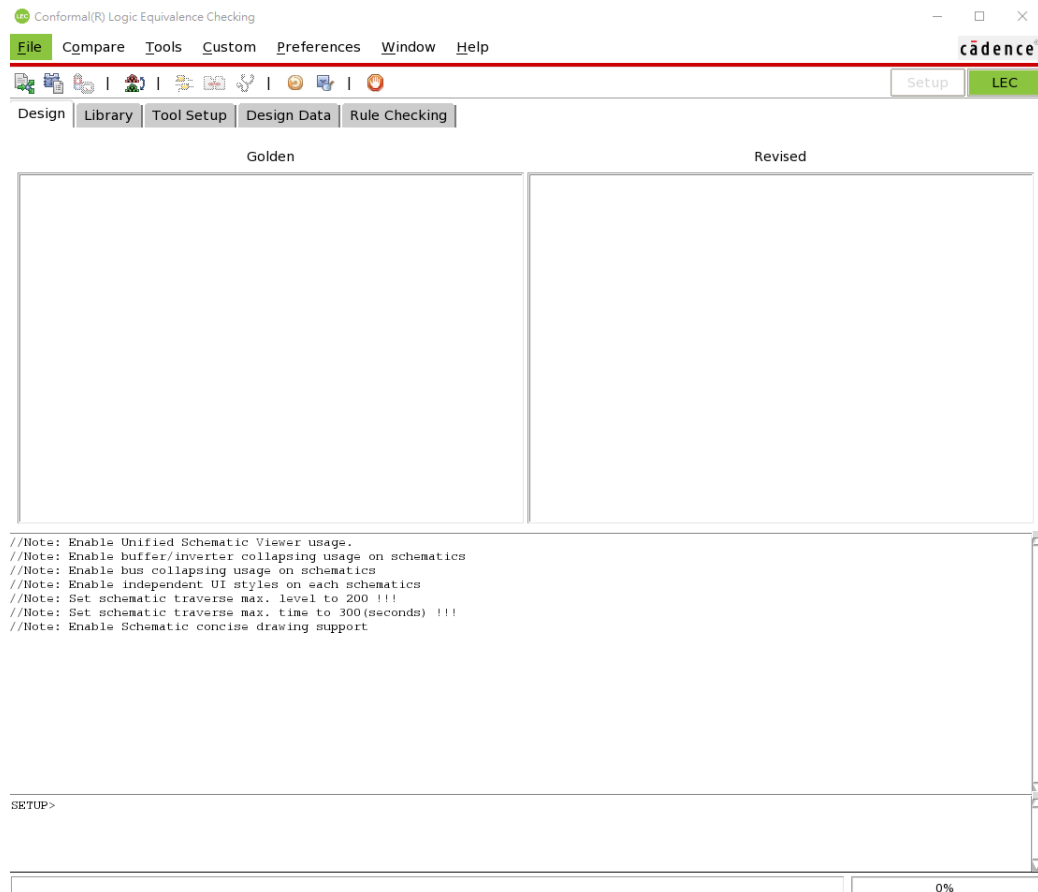 LEC Conformal(R) Logic Equivalence Checking
File Compare Tools Custom Preferences Window Help cādence®
Setup LEC
Design Library Tool Setup Design Data Rule Checking
Golden Revised
//Note: Enable Unified Schematic Viewer usage.
//Note: Enable buffer/inverter collapsing usage on schematics
//Note: Enable bus collapsing usage on schematics
//Note: Enable independent UI styles on each schematics
//Note: Set schematic traverse max. level to 200 !!!
//Note: Set schematic traverse max. time to 300(seconds) !!!
//Note: Enable Schematic concise drawing support
SETUP>
0%